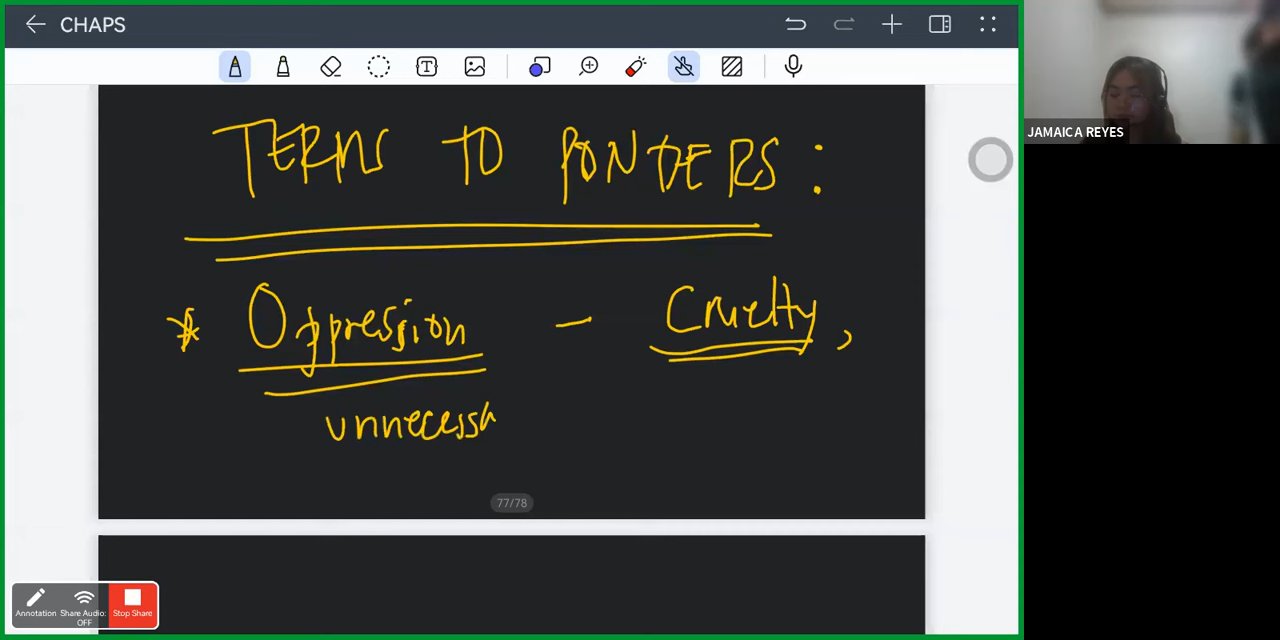 CHAPS
JAMAICA REYES
TERMS TO PONDERS:
* Oppression - Cruelty,
unnecessa
77/78
Annotation
Share Audio: OFF
Stop Share